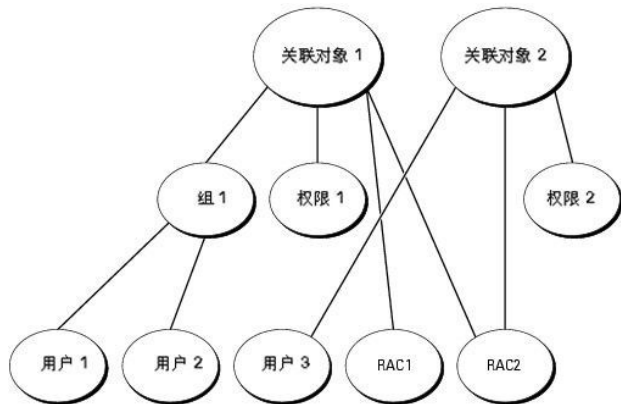 关联对象 1
关联对象 2
组 1
权限 1
权限 2
用户 1
用户 2
用户 3
RAC1
RAC2